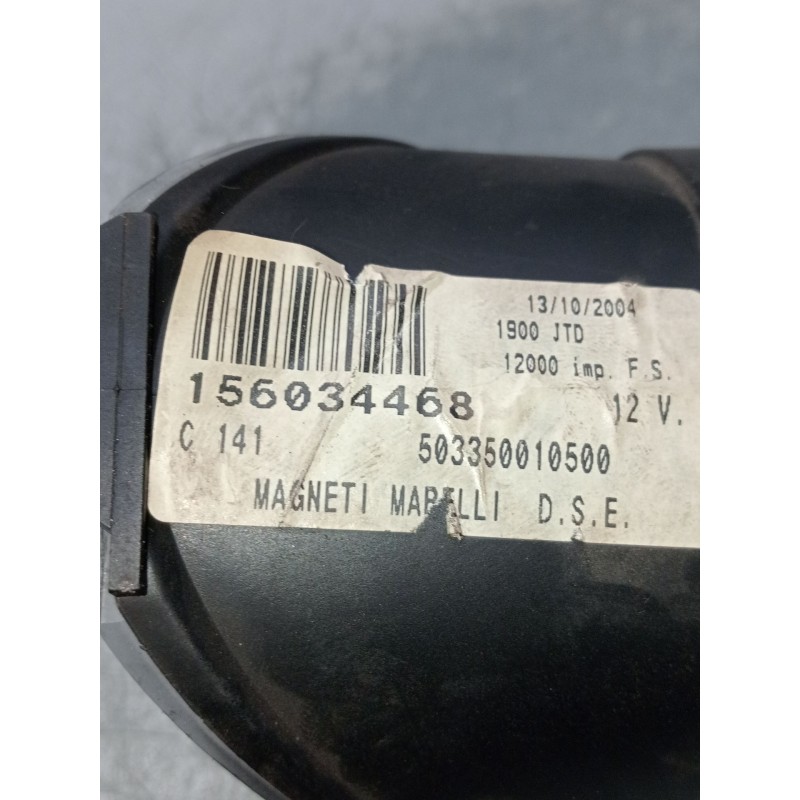 13/10/2004
1900 JTD
12000 imp. F.S.
156034468 12 V.
C 141 503350010500
MAGNETI MARELLI D.S.E.